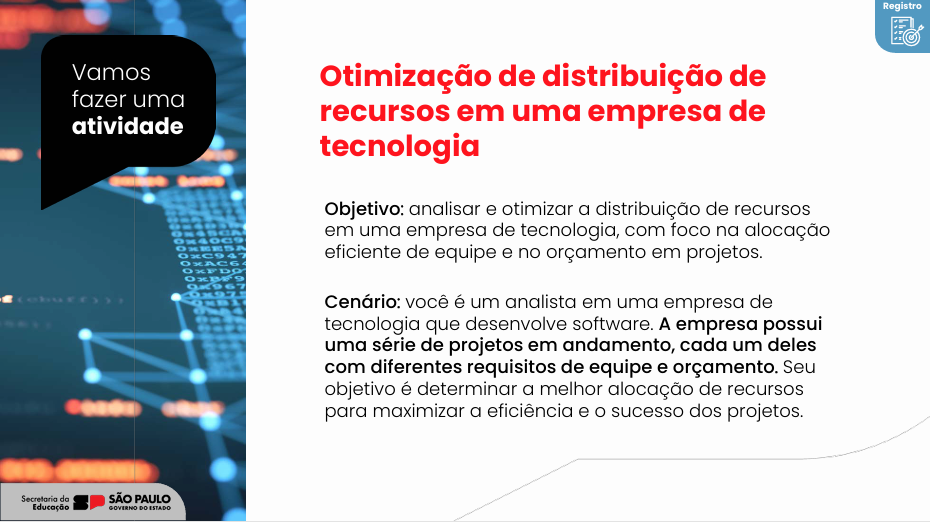 Registro
Vamos
fazer uma
atividade
Otimização de distribuição de
recursos em uma empresa de
tecnologia
Objetivo: analisar e otimizar a distribuição de recursos
em uma empresa de tecnologia, com foco na alocação
eficiente de equipe e no orçamento em projetos.
Cenário: você é um analista em uma empresa de
tecnologia que desenvolve software. A empresa possui
uma série de projetos em andamento, cada um deles
com diferentes requisitos de equipe e orçamento. Seu
objetivo é determinar a melhor alocação de recursos
para maximizar a eficiência e o sucesso dos projetos.
Secretaria da
Educação
SÃO PAULO
GOVERNO DO ESTADO